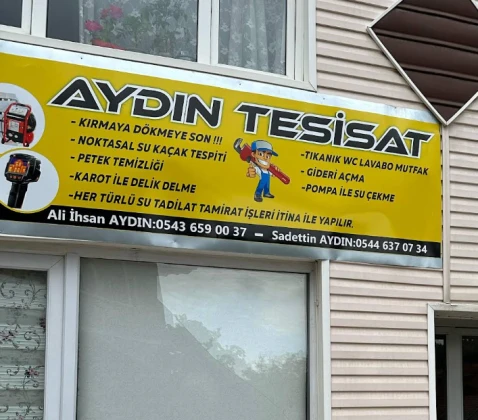 AYDIN TESİSAT
- KIRMAYA DÖKMEYE SON !!!
- NOKTASAL SU KAÇAK TESPİTİ
- PETEK TEMİZLİĞİ
- KAROT İLE DELİK DELME
- HER TÜRLÜ SU TADİLAT TAMİRAT İŞLERİ İTİNA İLE YAPILIR.
-TIKANIK WC LAVABO MUTFAK
- GİDERİ AÇMA
- POMPA İLE SU ÇEKME
Ali İhsan AYDIN:0543 659 00 37 – Sadettin AYDIN:0544 637 07 34